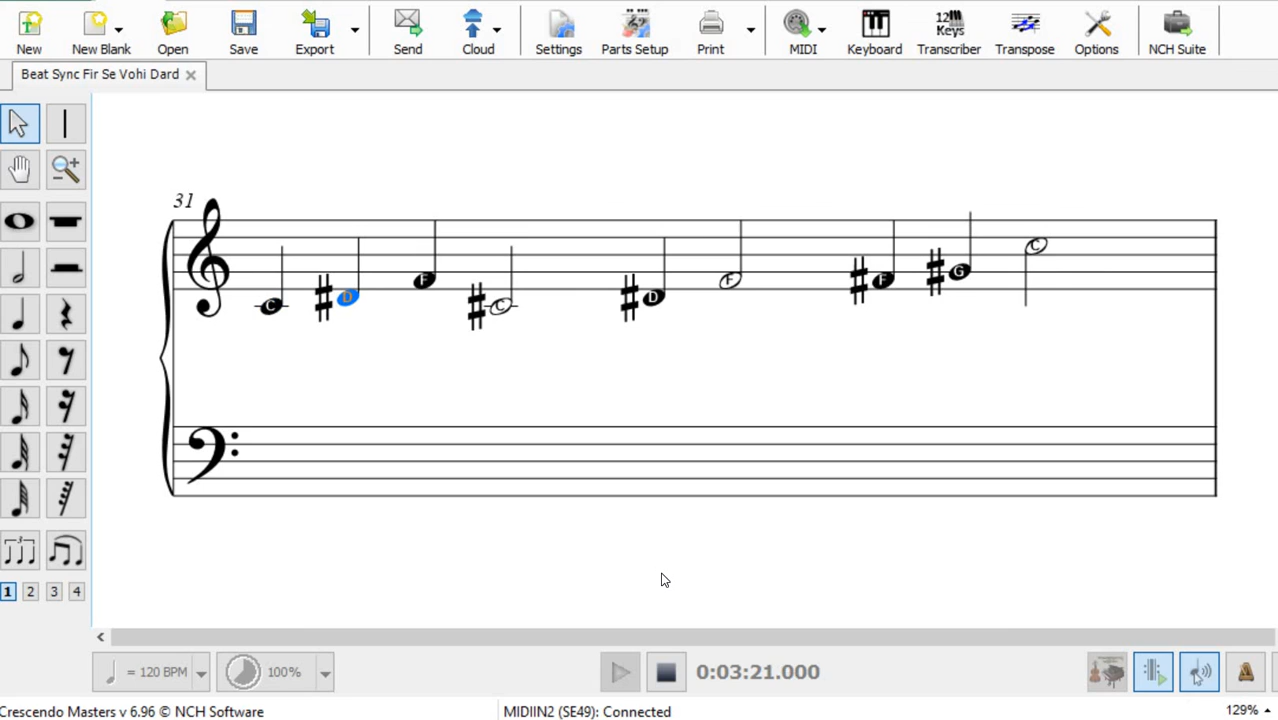 New New Blank Open Save Export Send Cloud Settings Parts Setup Print MIDI 12 Keys Keyboard Transcriber Transpose Options NCH Suite
Beat Sync Fir Se Vohi Dard
31
C D F C D F F G C
3
1 2 3 4
= 120 BPM 100% 0:03:21.000
Crescendo Masters v 6.96 © NCH Software MIDIIN2 (SE49): Connected 129%